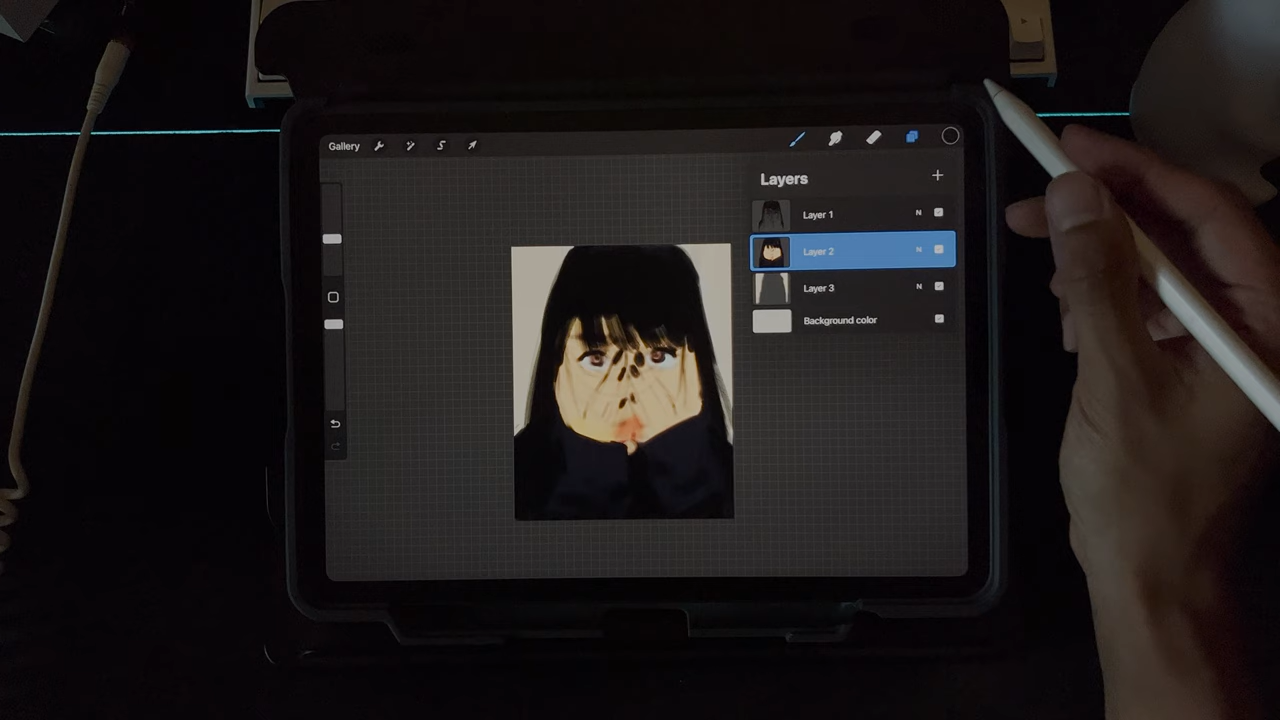 Gallery
Layers
Layer 1 N
Layer 2 N
Layer 3 N
Background color